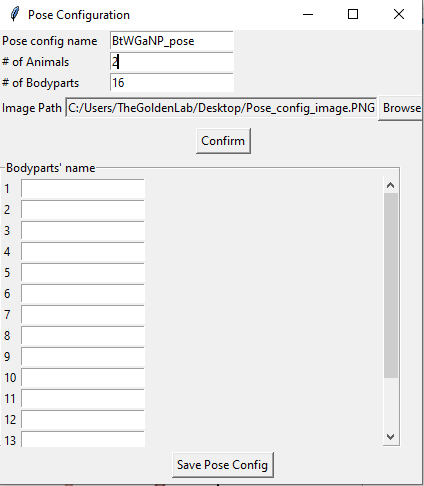 Pose Configuration
Pose config name BtWGaNP_pose
# of Animals 2
# of Bodyparts 16
Image Path C:/Users/TheGoldenLab/Desktop/Pose_config_image.PNG Browse
Confirm
Bodyparts' name
1
2
3
4
5
6
7
8
9
10
11
12
13
Save Pose Config